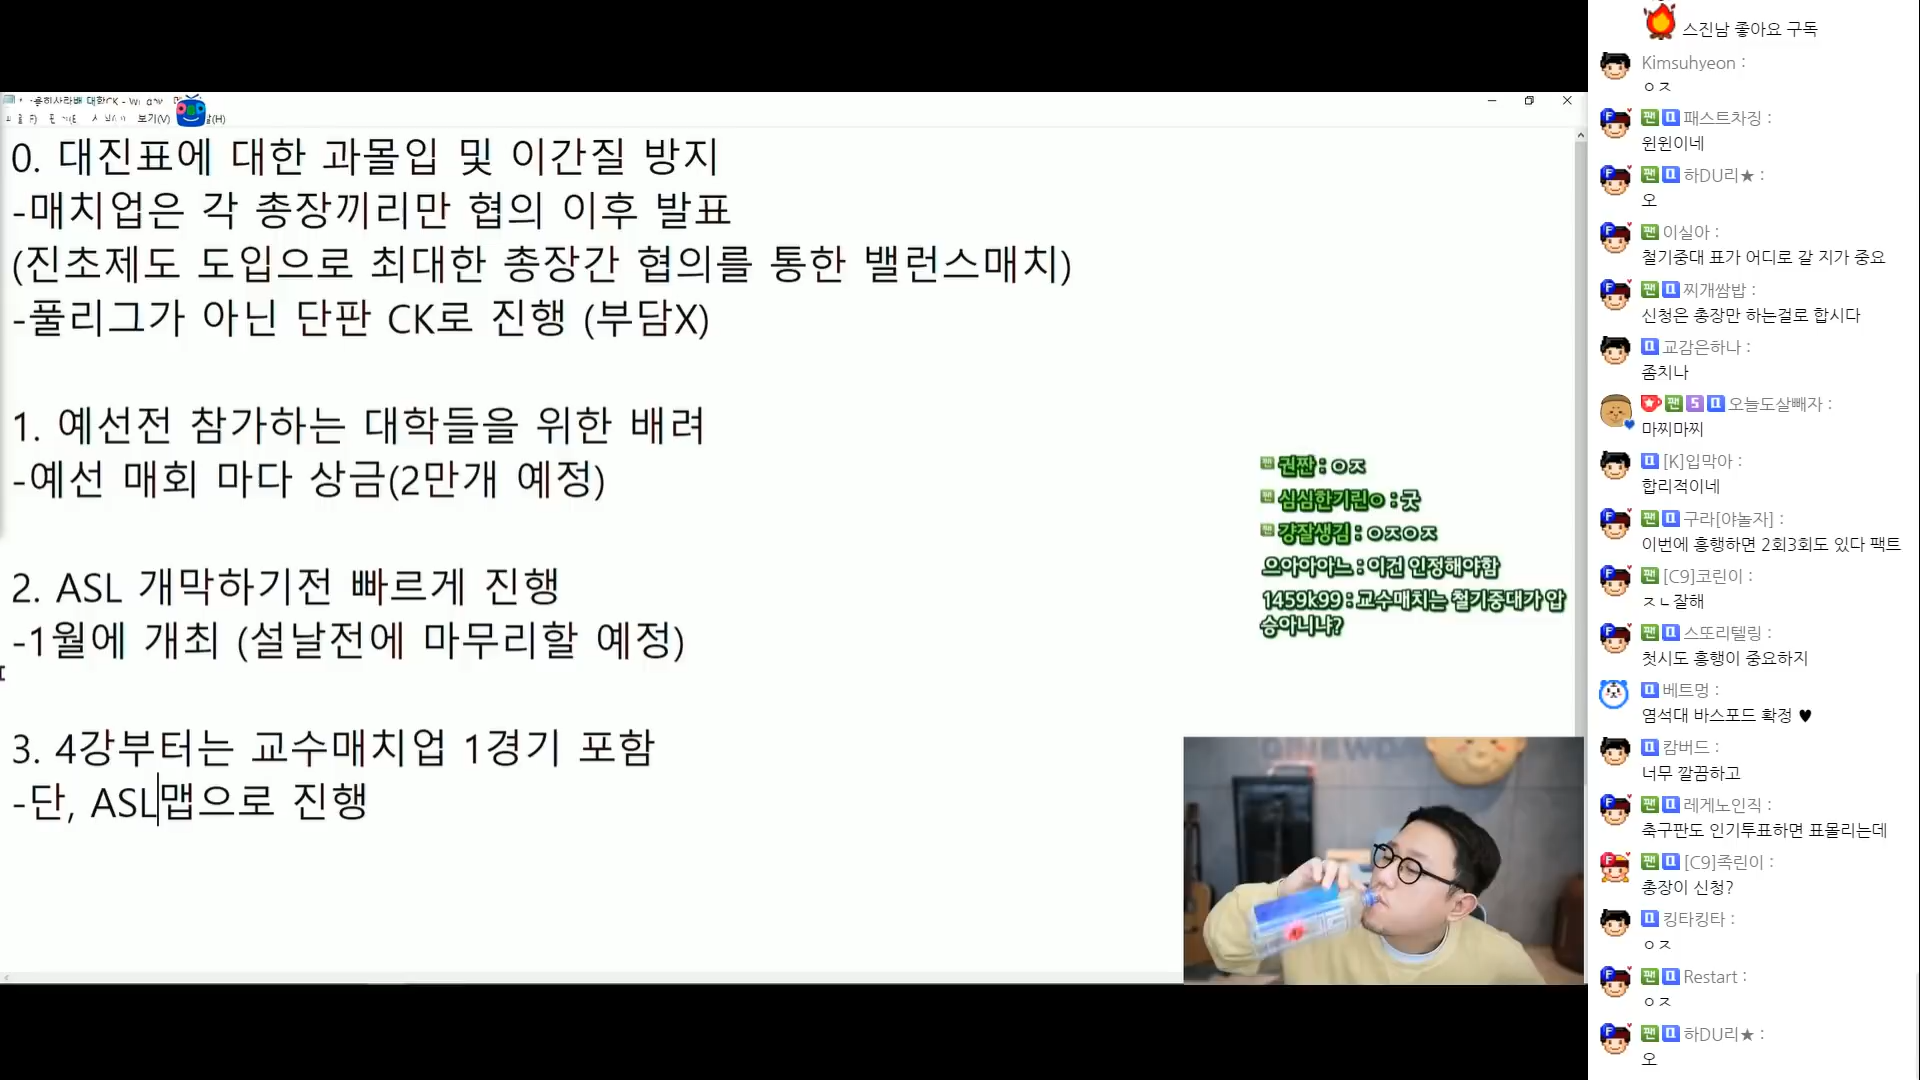 보기(V)
0. 대진표에 대한 과몰입 및 이간질 방지
-매치업은 각 총장끼리만 협의 이후 발표
(진초제도 도입으로 최대한 총장간 협의를 통한 밸런스매치)
-풀리그가 아닌 단판 CK로 진행 (부담X)
1. 예선전 참가하는 대학들을 위한 배려
-예선 매회 마다 상금(2만개 예정)
2. ASL 개막하기전 빠르게 진행
-1월에 개최 (설날전에 마무리할 예정)
3. 4강부터는 교수매치업 1경기 포함
-단, ASL맵으로 진행
권짠 : ㅇㅈ
심심한기린ㅇ : 굿
걍잘생김 : ㅇㅈㅇㅈ
으아아아느 : 이건 인정해야함
1459k99 : 교수매치는 철기중대가 압
승아니냐?
스진남 좋아요 구독
Kimsuhyeon :
ㅇㅈ
팬 패스트차징 :
윈윈이네
팬 하DU리★ :
오
팬 이실아 :
철기중대 표가 어디로 갈 지가 중요
팬 찌개쌈밥 :
신청은 총장만 하는걸로 합시다
교감은하나 :
좀치나
팬 S 오늘도살빼자 :
마찌마찌
[K]입막아 :
합리적이네
팬 구라[야놀자] :
이번에 흥행하면 2회3회도 있다 팩트
팬 [C9]코린이 :
ㅈㄴ잘해
팬 스또리텔링 :
첫시도 흥행이 중요하지
베트멍 :
염석대 바스포드 확정 ♥
캄버드 :
너무 깔끔하고
팬 레게노인직 :
축구판도 인기투표하면 표몰리는데
팬 [C9]족린이 :
총장이 신청?
킹타킹타 :
ㅇㅈ
팬 Restart :
ㅇㅈ
팬 하DU리★ :
오